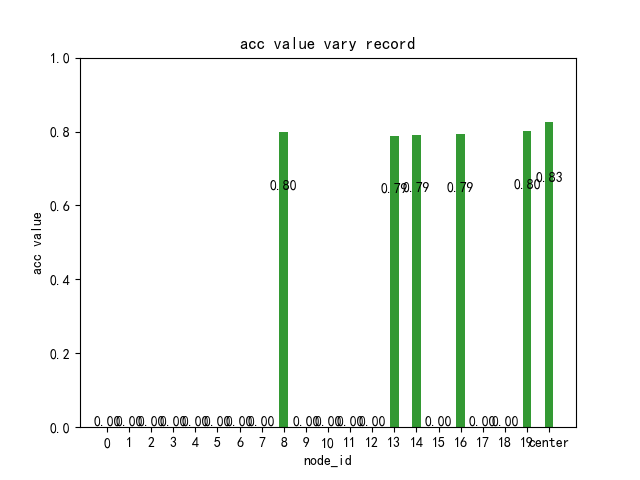 acc value vary record
1.0
0.8
0.6
0.4
0.2
0.0
acc value
0.00 0.00 0.00 0.00 0.00 0.00 0.00 0.00 0.80 0.00 0.00 0.00 0.00 0.79 0.79 0.00 0.79 0.00 0.00 0.80 0.83
0 1 2 3 4 5 6 7 8 9 10 11 12 13 14 15 16 17 18 19 center
node_id